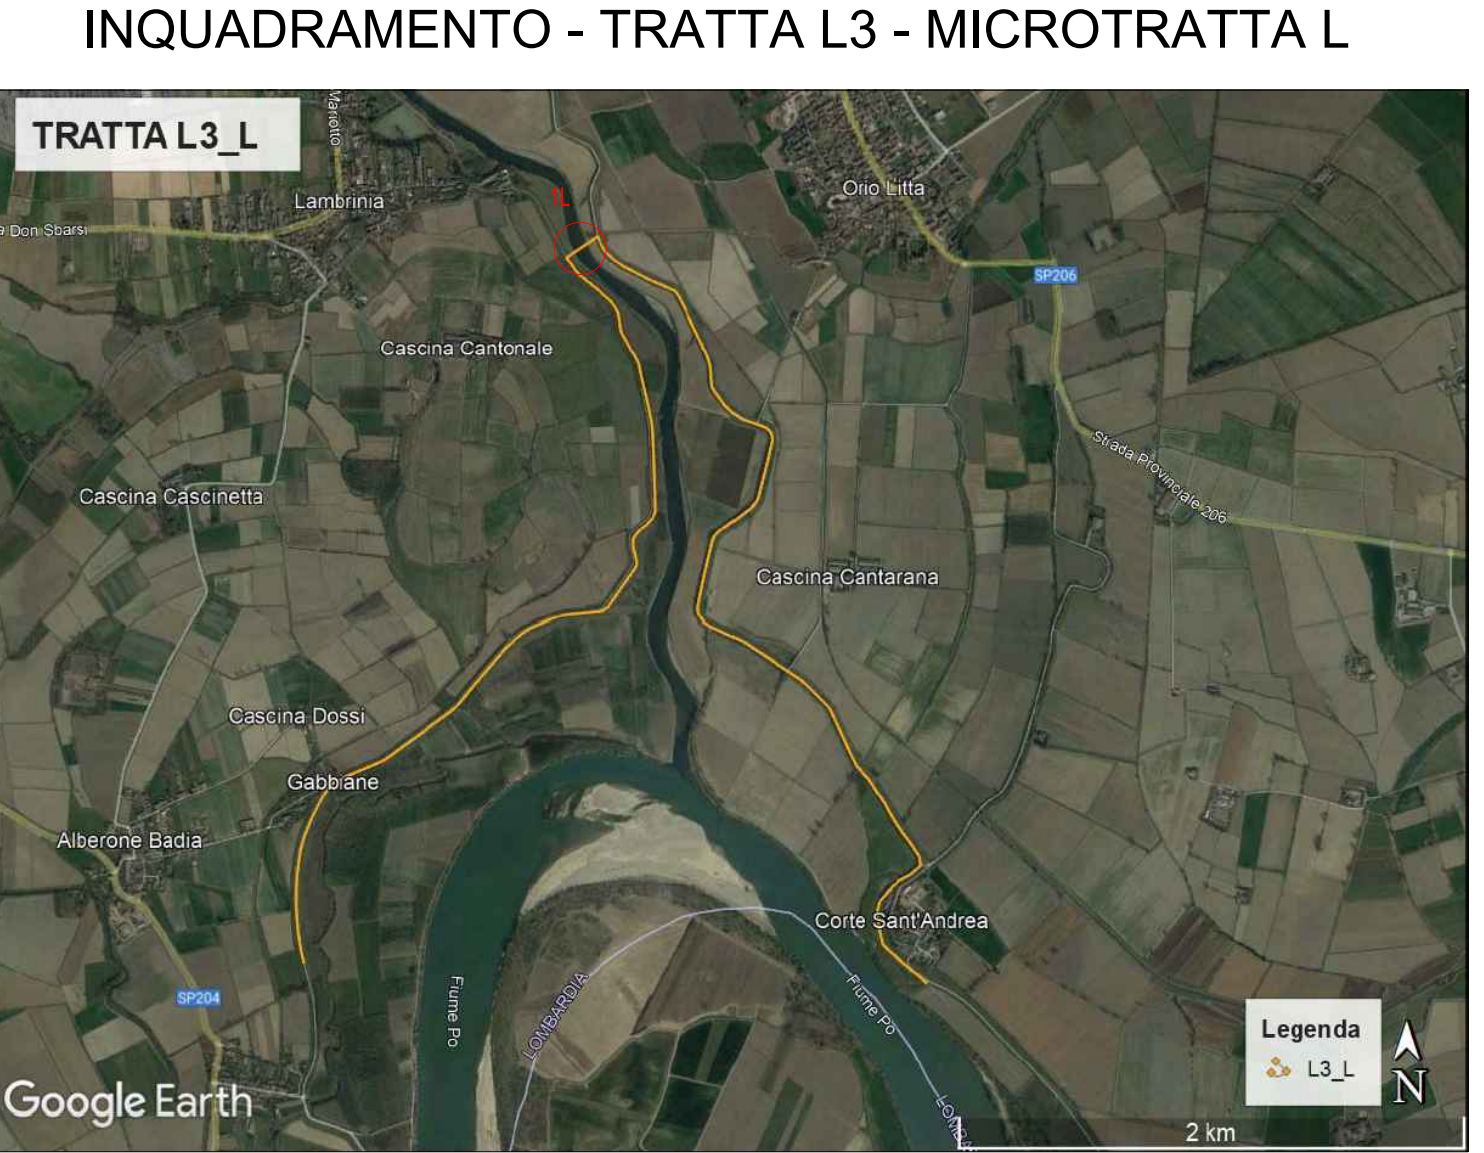 INQUADRAMENTO - TRATTA L3 - MICROTRATTA L
TRATTA L3_L
Mariotto
Lambrinia
1L
Orio Litta
a Don Sbarsi
SP206
Cascina Cantonale
Strada Provinciale 206
Cascina Cascinetta
Cascina Cantarana
Cascina Dossi
Gabbiane
Alberone Badia
Corte Sant'Andrea
SP204
Fiume Po
LOMBARDIA
Fiume Po
Legenda
L3_L
N
Google Earth
LOMBA
2 km